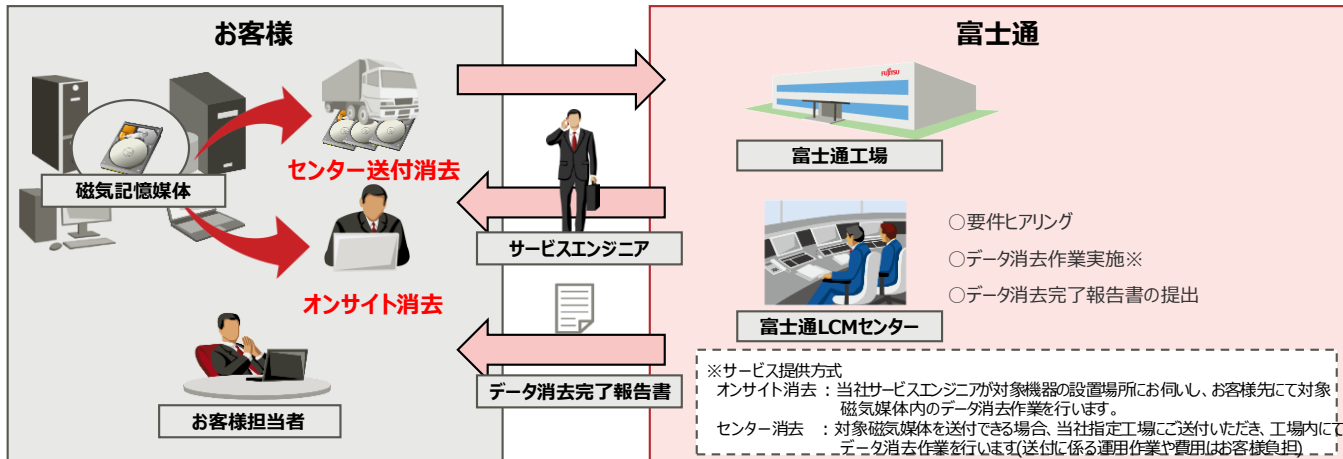 お客様
センター送付消去
磁気記憶媒体
オンサイト消去
お客様担当者
サービスエンジニア
データ消去完了報告書
富士通
FUJITSU
富士通工場
富士通LCMセンター
○要件ヒアリング
○データ消去作業実施※
○データ消去完了報告書の提出
※サービス提供方式
オンサイト消去 : 当社サービスエンジニアが対象機器の設置場所にお伺いし、お客様先にて対象
磁気媒体内のデータ消去作業を行います。
センター消去 : 対象磁気媒体を送付できる場合、当社指定工場にご送付いただき、工場内にて
データ消去作業を行います(送付に係る運用作業や費用はお客様負担)